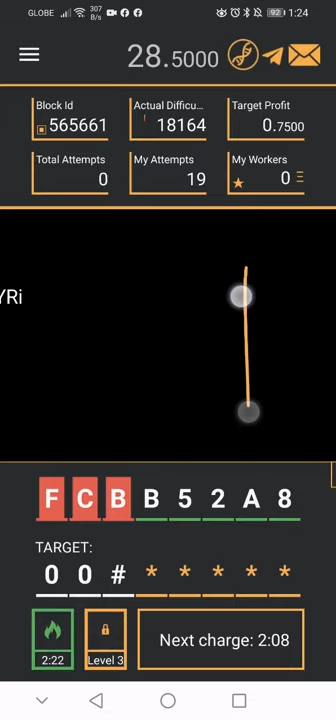 GLOBE 307 B/s 92 1:24
28.5000
Block Id Actual Difficu... Target Profit
565661 18164 0.7500
Total Attempts My Attempts My Workers
0 19 0
YRi
F C B B 5 2 A 8
TARGET:
0 0 # * * * * *
Next charge: 2:08
2:22 Level 3